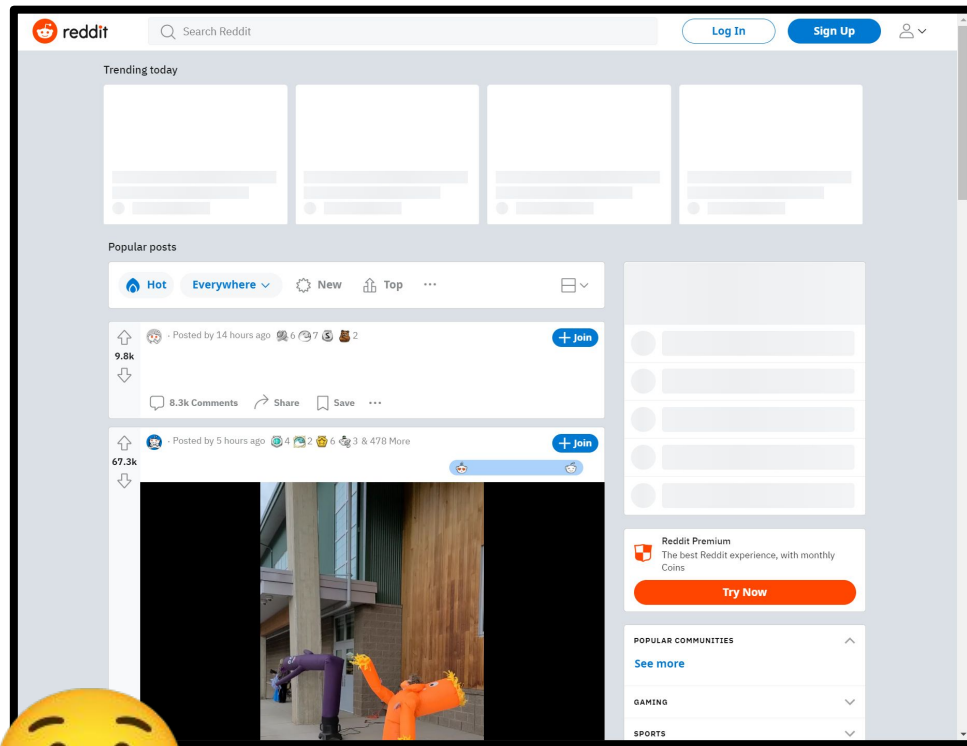 reddit
Search Reddit
Log In
Sign Up
Trending today
Popular posts
Hot
Everywhere
New
Top
Posted by 14 hours ago 6 7 2
Join
9.8k
8.3k Comments
Share
Save
Posted by 5 hours ago 4 2 6 3 & 478 More
Join
67.3k
Reddit Premium
The best Reddit experience, with monthly
Coins
Try Now
POPULAR COMMUNITIES
See more
GAMING
SPORTS